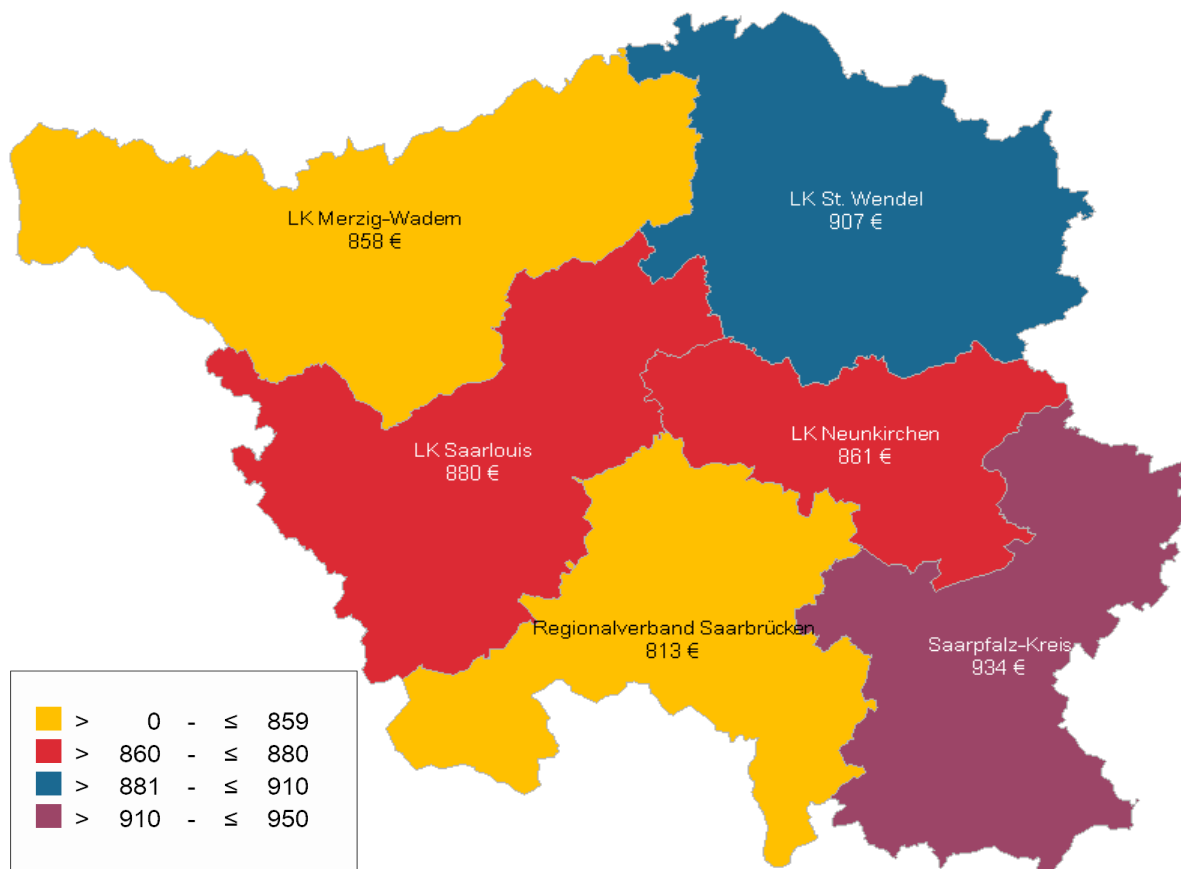 LK St. Wendel
907 €
LK Merzig-Wadern
858 €
LK Neunkirchen
861 €
LK Saarlouis
880 €
Regionalverband Saarbrücken
813 €
Saarpfalz-Kreis
934 €
> 0 - ≤ 859
> 860 - ≤ 880
> 881 - ≤ 910
> 910 - ≤ 950